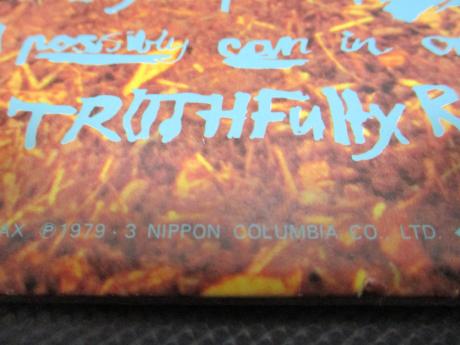 possibly can in
TRUTHFully
AX ℗1979・3 NIPPON COLUMBIA CO., LTD.